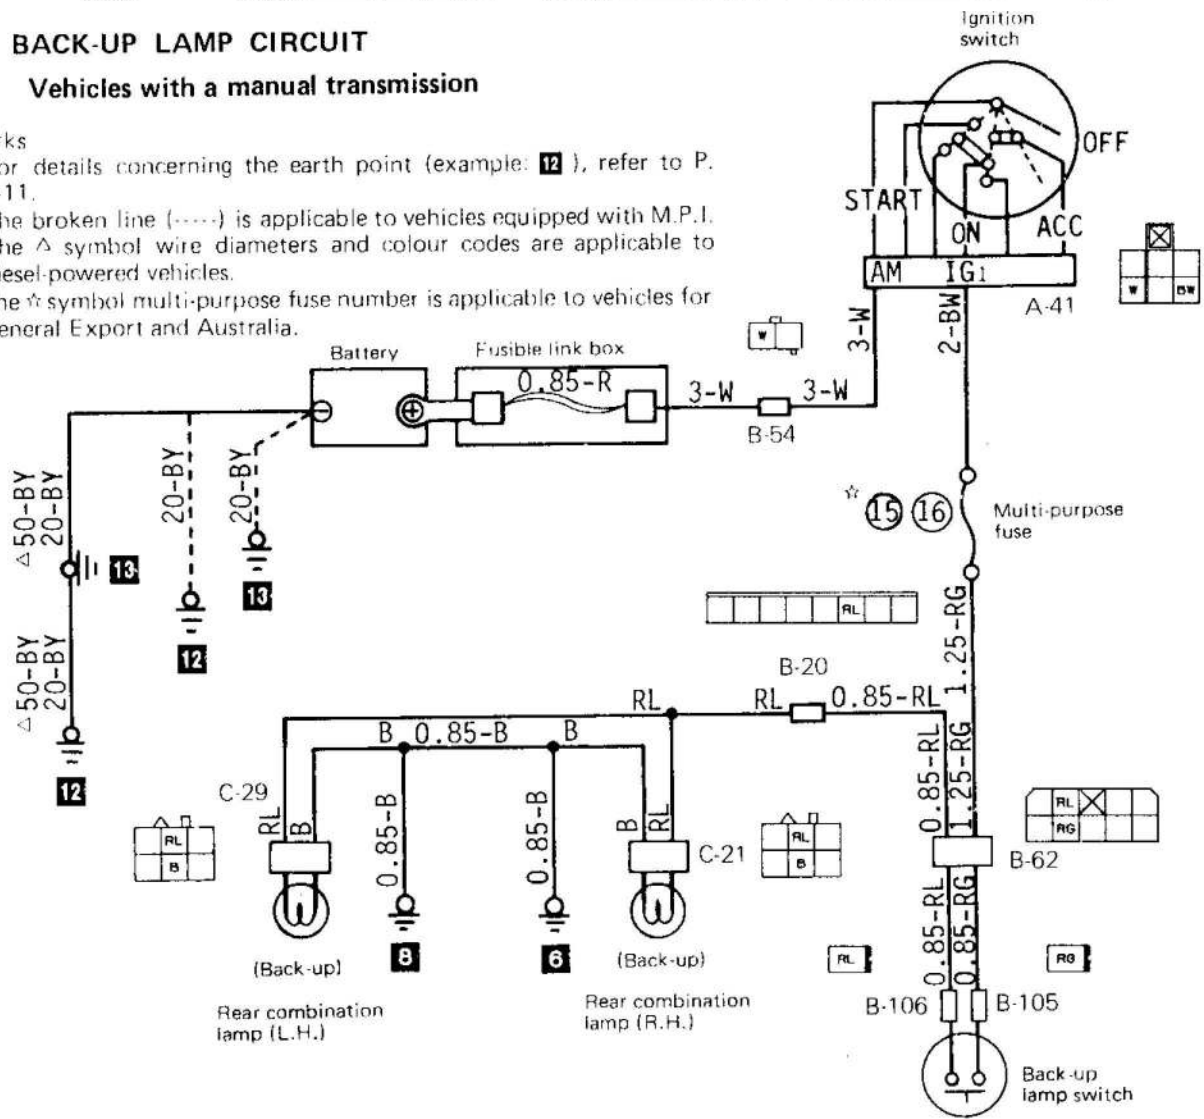 BACK-UP LAMP CIRCUIT
Vehicles with a manual transmission
ks
or details concerning the earth point (example: 12 ), refer to P.
11.
he broken line (-----) is applicable to vehicles equipped with M.P.I.
he △ symbol wire diameters and colour codes are applicable to
iesel-powered vehicles.
he ☆ symbol multi-purpose fuse number is applicable to vehicles for
eneral Export and Australia.
Ignition
switch
OFF
START
ON
ACC
AM IG1
A-41
W BW
3-W
2-BW
W
Battery
Fusible link box
0.85-R
3-W
3-W
B-54
△50-BY
20-BY
20-BY
20-BY
13
13
12
△50-BY
20-BY
12
☆ 15 16
Multi-purpose
fuse
RL
1.25-RG
B-20
RL
RL
0.85-RL
B 0.85-B B
0.85-RL
1.25-RG
C-29
RL
B
RL
B
0.85-B
0.85-B
B
RL
C-21
RL
B
RL
RG
B-62
8
6
(Back-up)
(Back-up)
Rear combination
lamp (L.H.)
Rear combination
lamp (R.H.)
0.85-RL
0.85-RG
RL
RG
B-106
B-105
Back-up
lamp switch